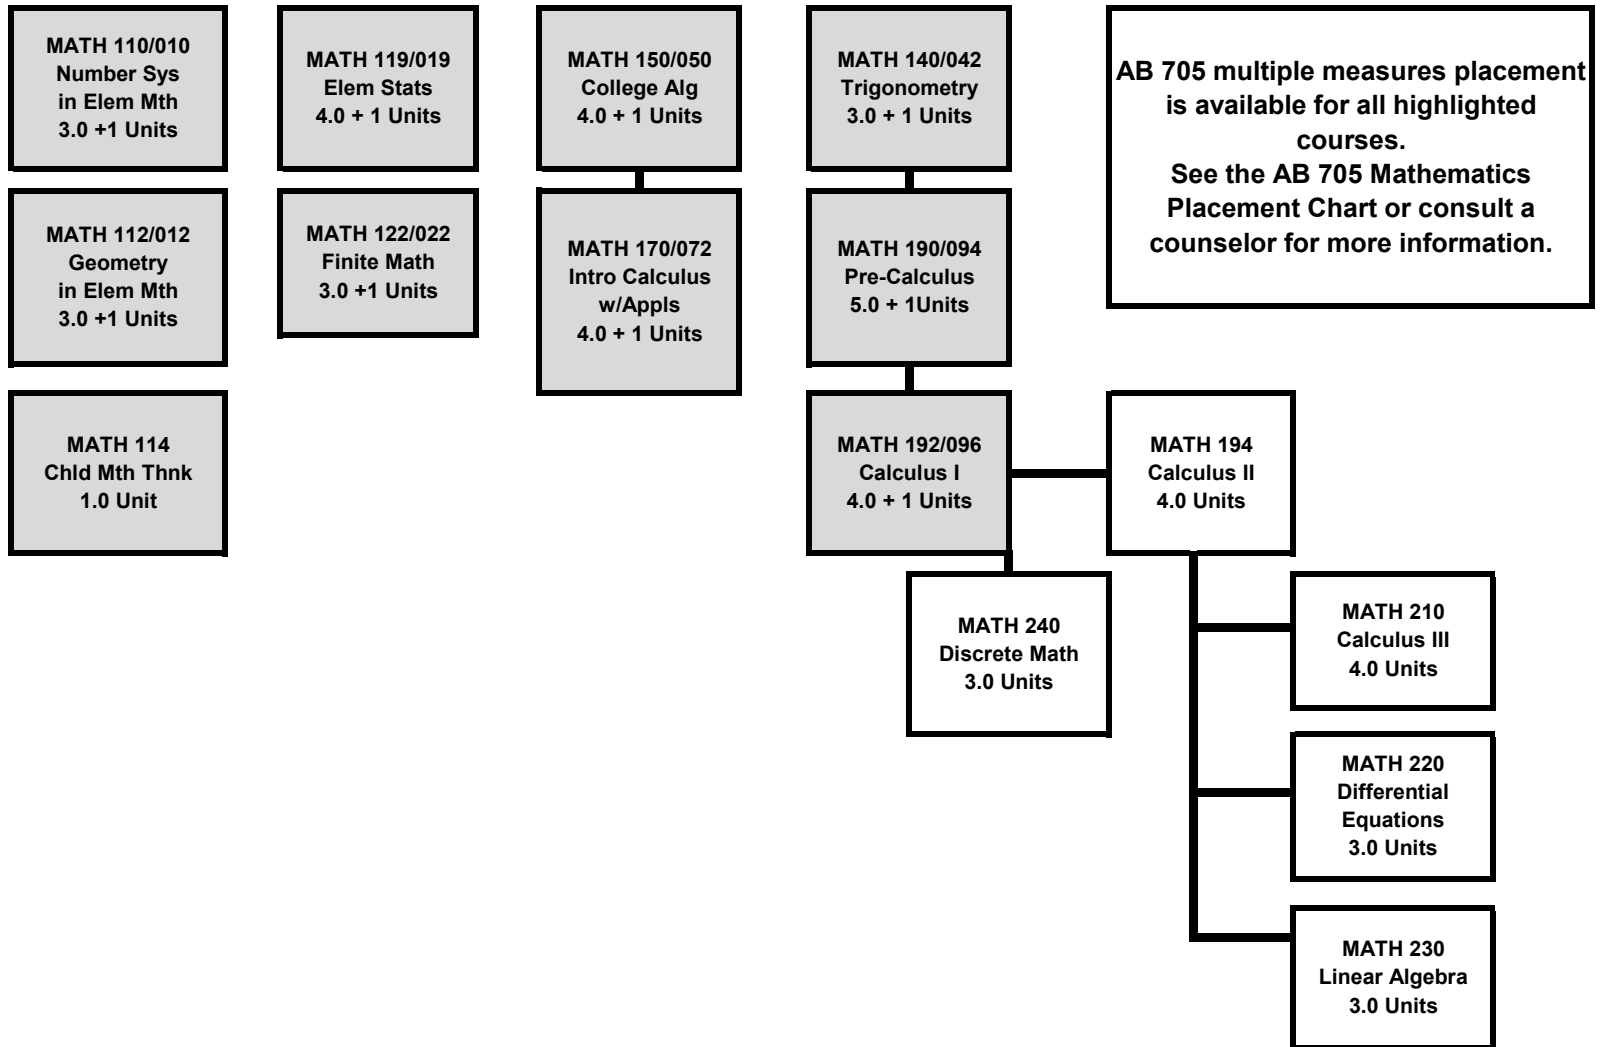 MATH 110/010
Number Sys
in Elem Mth
3.0 +1 Units
MATH 119/019
Elem Stats
4.0 + 1 Units
MATH 150/050
College Alg
4.0 + 1 Units
MATH 140/042
Trigonometry
3.0 + 1 Units
AB 705 multiple measures placement
is available for all highlighted
courses.
See the AB 705 Mathematics
Placement Chart or consult a
counselor for more information.
MATH 112/012
Geometry
in Elem Mth
3.0 +1 Units
MATH 122/022
Finite Math
3.0 +1 Units
MATH 170/072
Intro Calculus
w/Appls
4.0 + 1 Units
MATH 190/094
Pre-Calculus
5.0 + 1Units
MATH 114
Chld Mth Thnk
1.0 Unit
MATH 192/096
Calculus I
4.0 + 1 Units
MATH 194
Calculus II
4.0 Units
MATH 240
Discrete Math
3.0 Units
MATH 210
Calculus III
4.0 Units
MATH 220
Differential
Equations
3.0 Units
MATH 230
Linear Algebra
3.0 Units